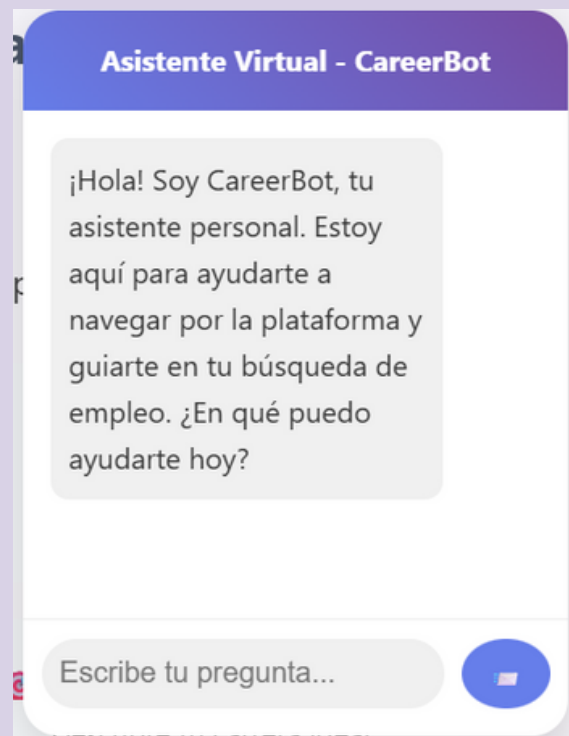 Asistente Virtual - CareerBot
¡Hola! Soy CareerBot, tu
asistente personal. Estoy
aquí para ayudarte a
navegar por la plataforma y
guiarte en tu búsqueda de
empleo. ¿En qué puedo
ayudarte hoy?
Escribe tu pregunta...